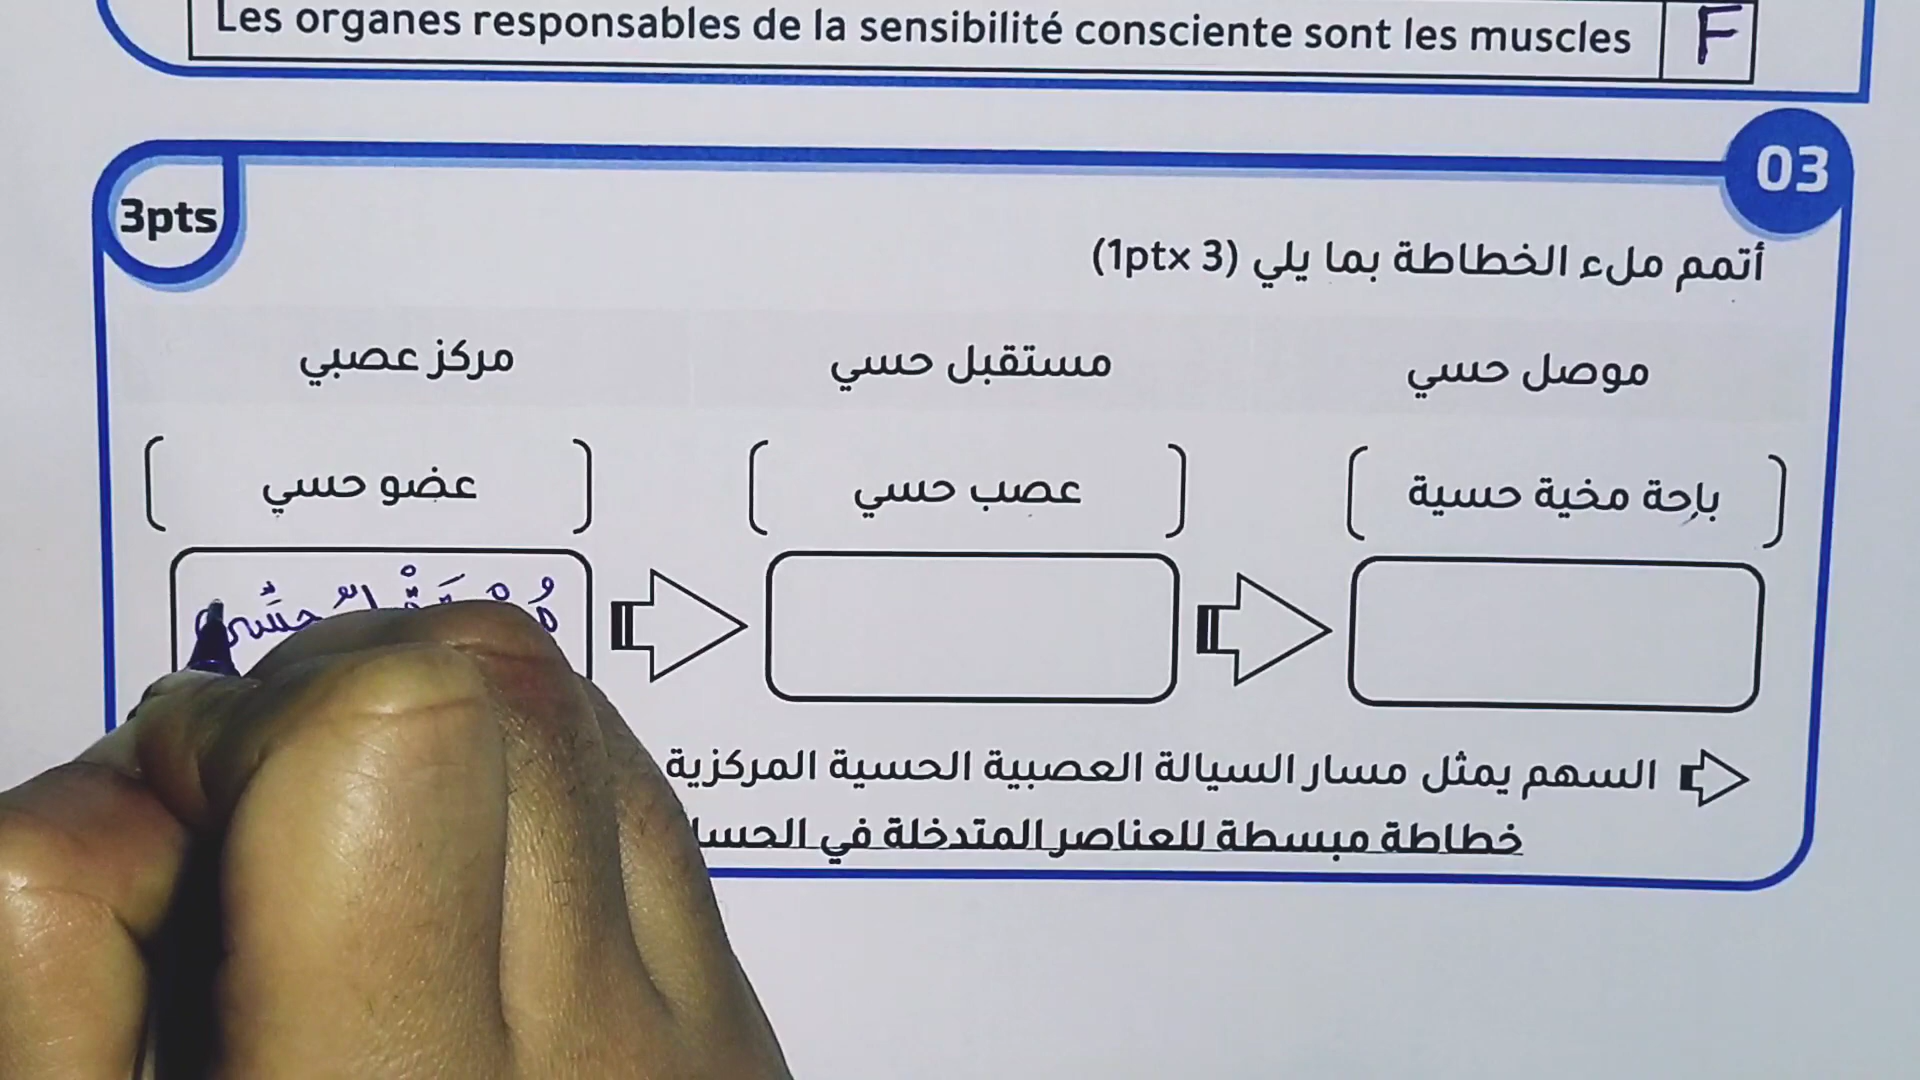 Les organes responsables de la sensibilité consciente sont les muscles F
03
3pts
أتمم ملء الخطاطة بما يلي (1ptx 3)
موصل حسي مستقبل حسي مركز عصبي
باحة مخية حسية عصب حسي عضو حسي
حسي
السهم يمثل مسار السيالة العصبية الحسية المركزية
خطاطة مبسطة للعناصر المتدخلة في